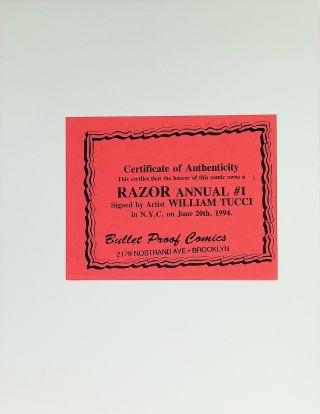 Certificate of Authenticity
This certifies that the bearer of this comic owns a
RAZOR ANNUAL #1
Signed by Artist WILLIAM TUCCI
in N.Y.C. on June 20th, 1994.
Bullet Proof Comics
2178 NOSTRAND AVE • BROOKLYN